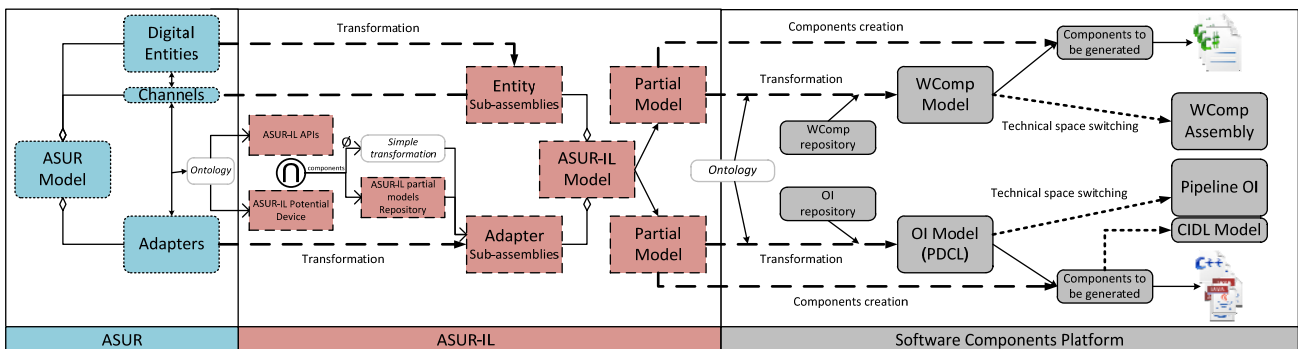 Digital
Entities
Channels
ASUR
Model
Adapters
Ontology
Transformation
ASUR-IL APIs
components
Ø
Simple
transformation
ASUR-IL Potential
Device
ASUR-IL partial
models
Repository
Transformation
Entity
Sub-assemblies
ASUR-IL
Model
Adapter
Sub-assemblies
Partial
Model
Partial
Model
Components creation
Transformation
WComp
repository
Ontology
OI
repository
Transformation
Components creation
WComp
Model
OI Model
(PDCL)
Components to
be generated
Technical space switching
Technical space switching
Components to
be generated
C#
WComp
Assembly
Pipeline OI
CIDL Model
C++
ASUR
ASUR-IL
Software Components Platform